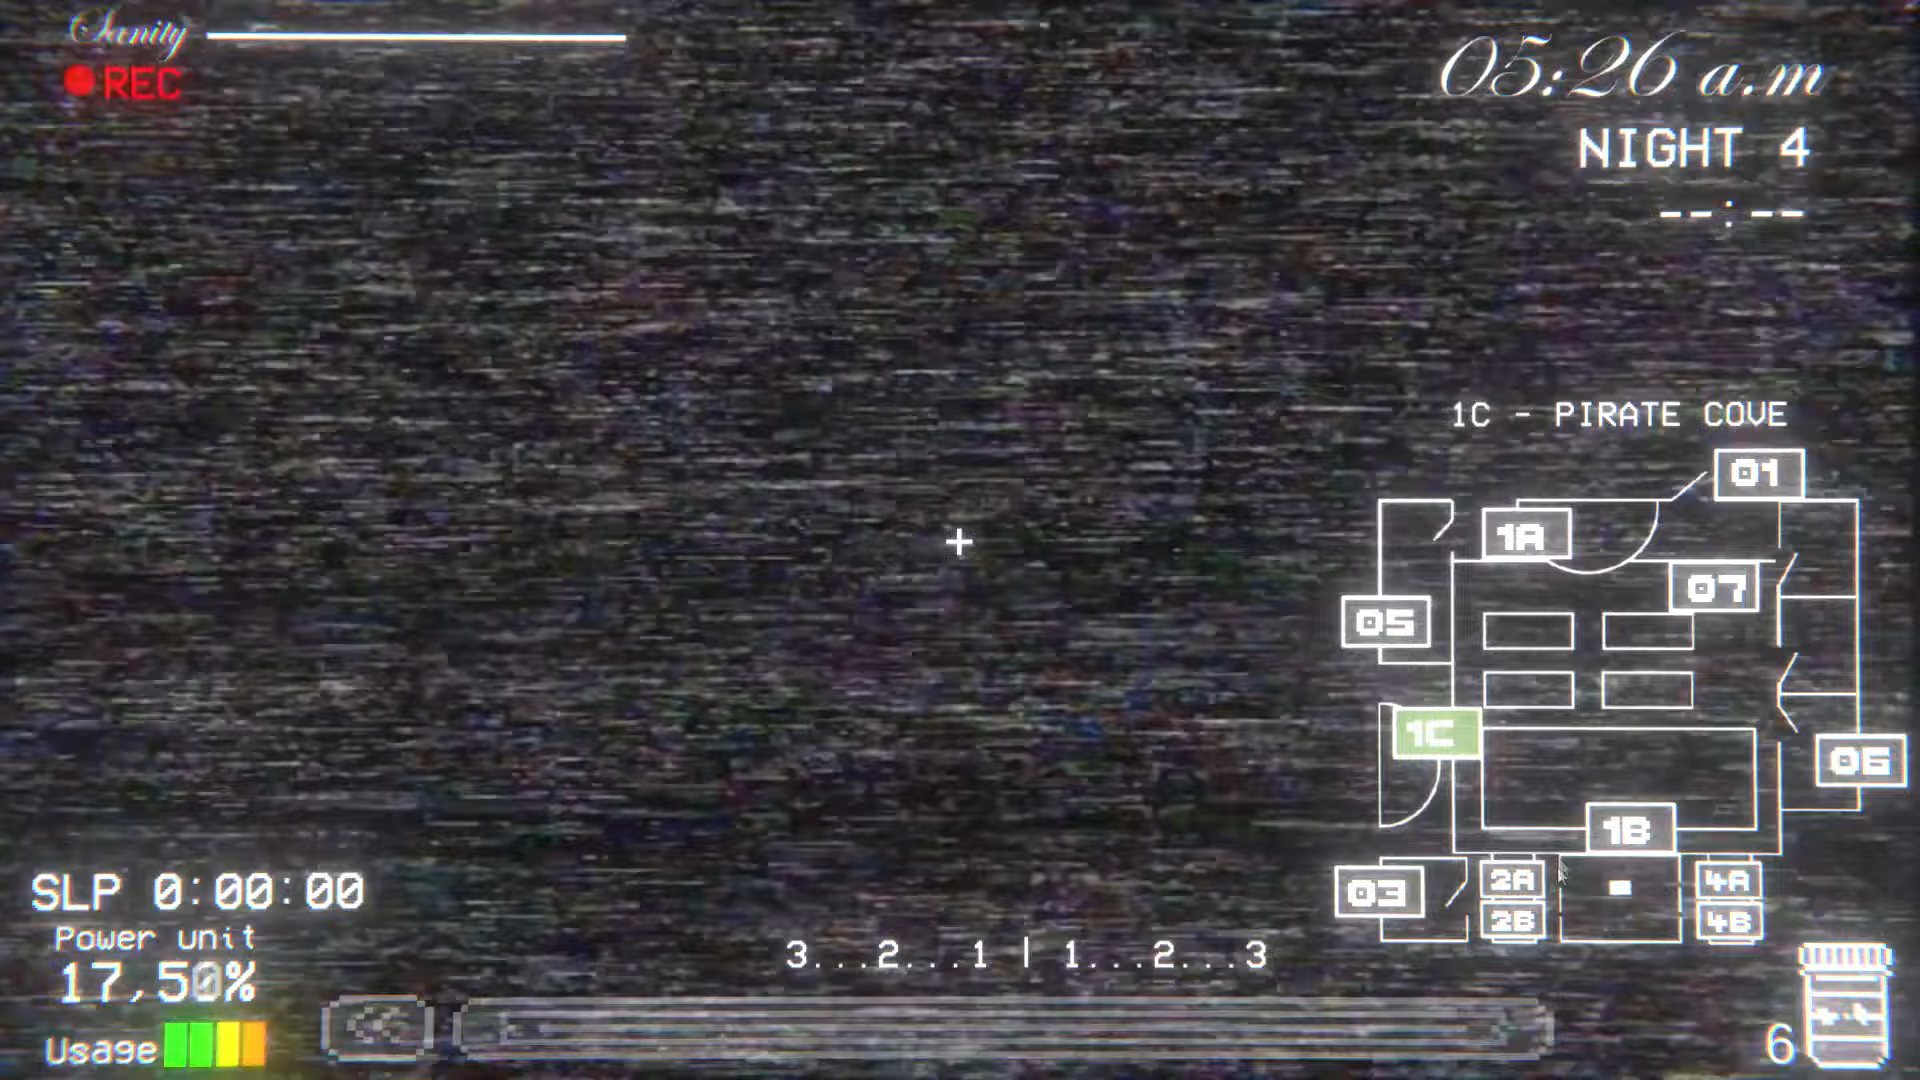 Sanity
REC
05:26 a.m
NIGHT 4
--:--
1C - PIRATE COVE
01
1A
07
05
1C
06
1B
03
2A
4A
2B
4B
SLP 0:00:00
Power unit
17,50%
Usage
3...2...1 | 1...2...3
6